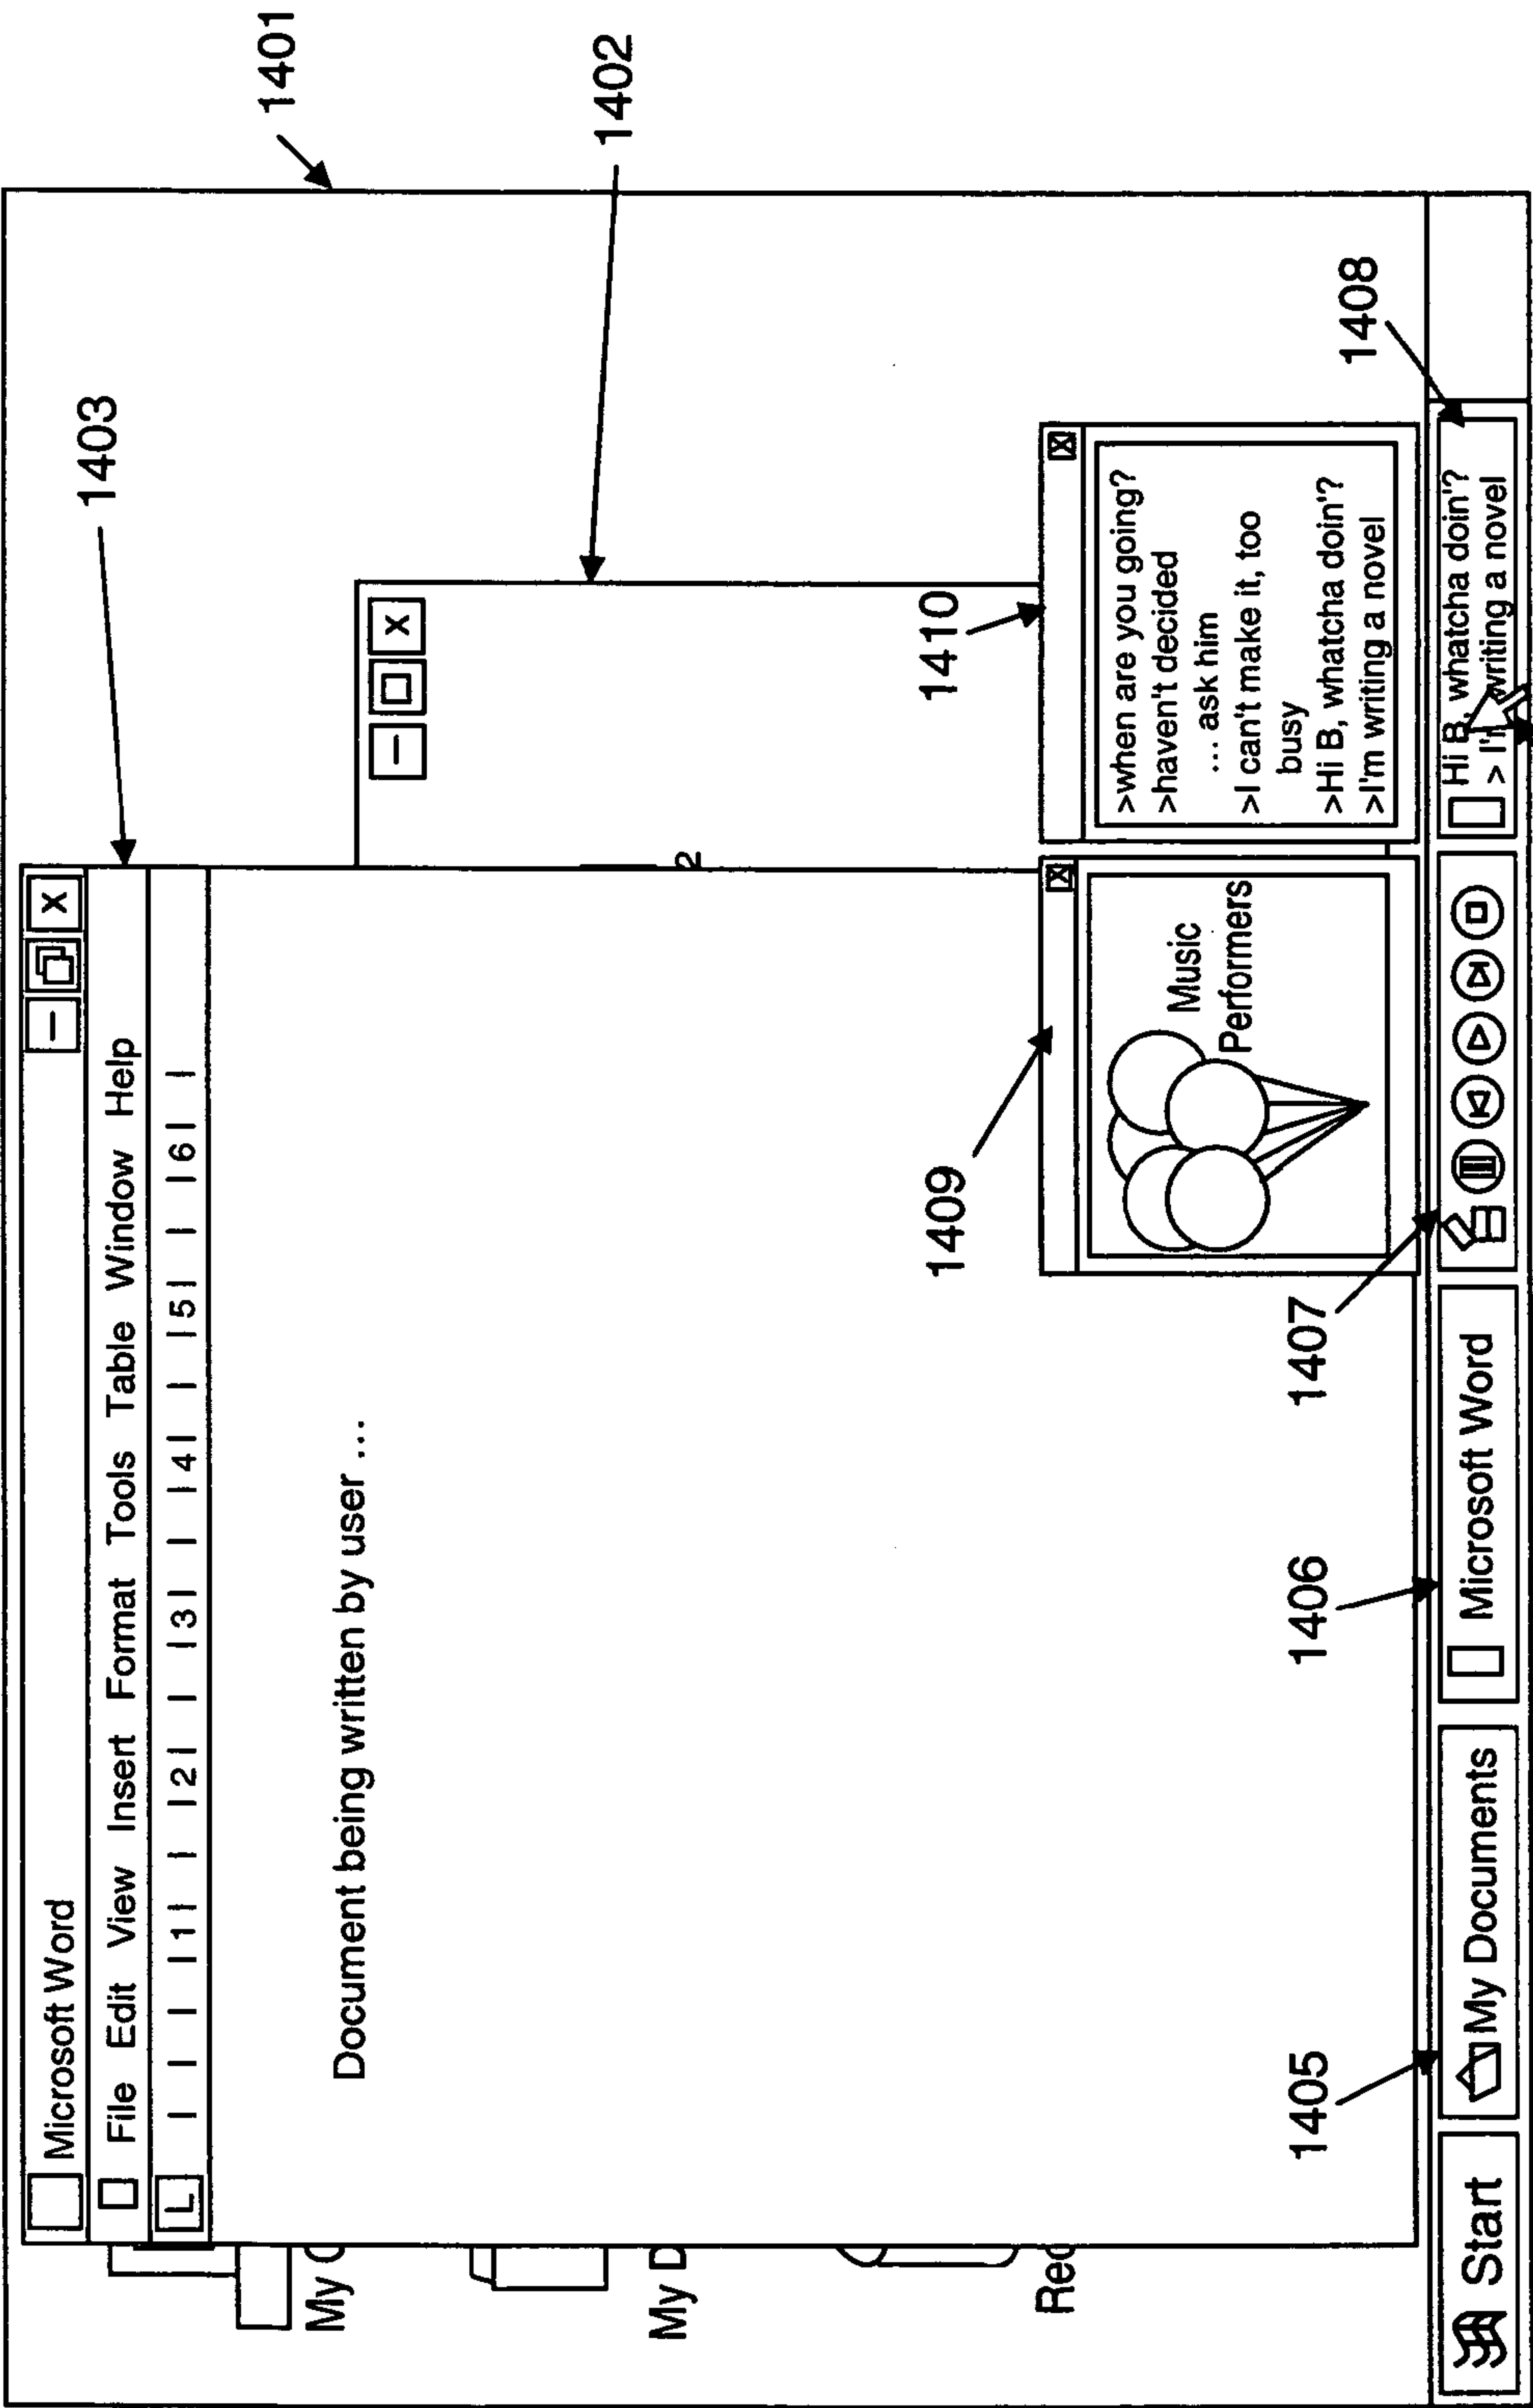 1401
1402
1403
Microsoft Word
File Edit View Insert Format Tools Table Window Help
L 1 2 3 4 5 6
Document being written by user ...
My
My
2
1409
1410
Music
Performers
>when are you going?
>haven't decided
... ask him
>I can't make it, too
busy
>Hi B, whatcha doin'?
>I'm writing a novel
1405
1406
1407
1408
Start
My Documents
Microsoft Word
Hi B, whatcha doin'?
> I'm writing a novel